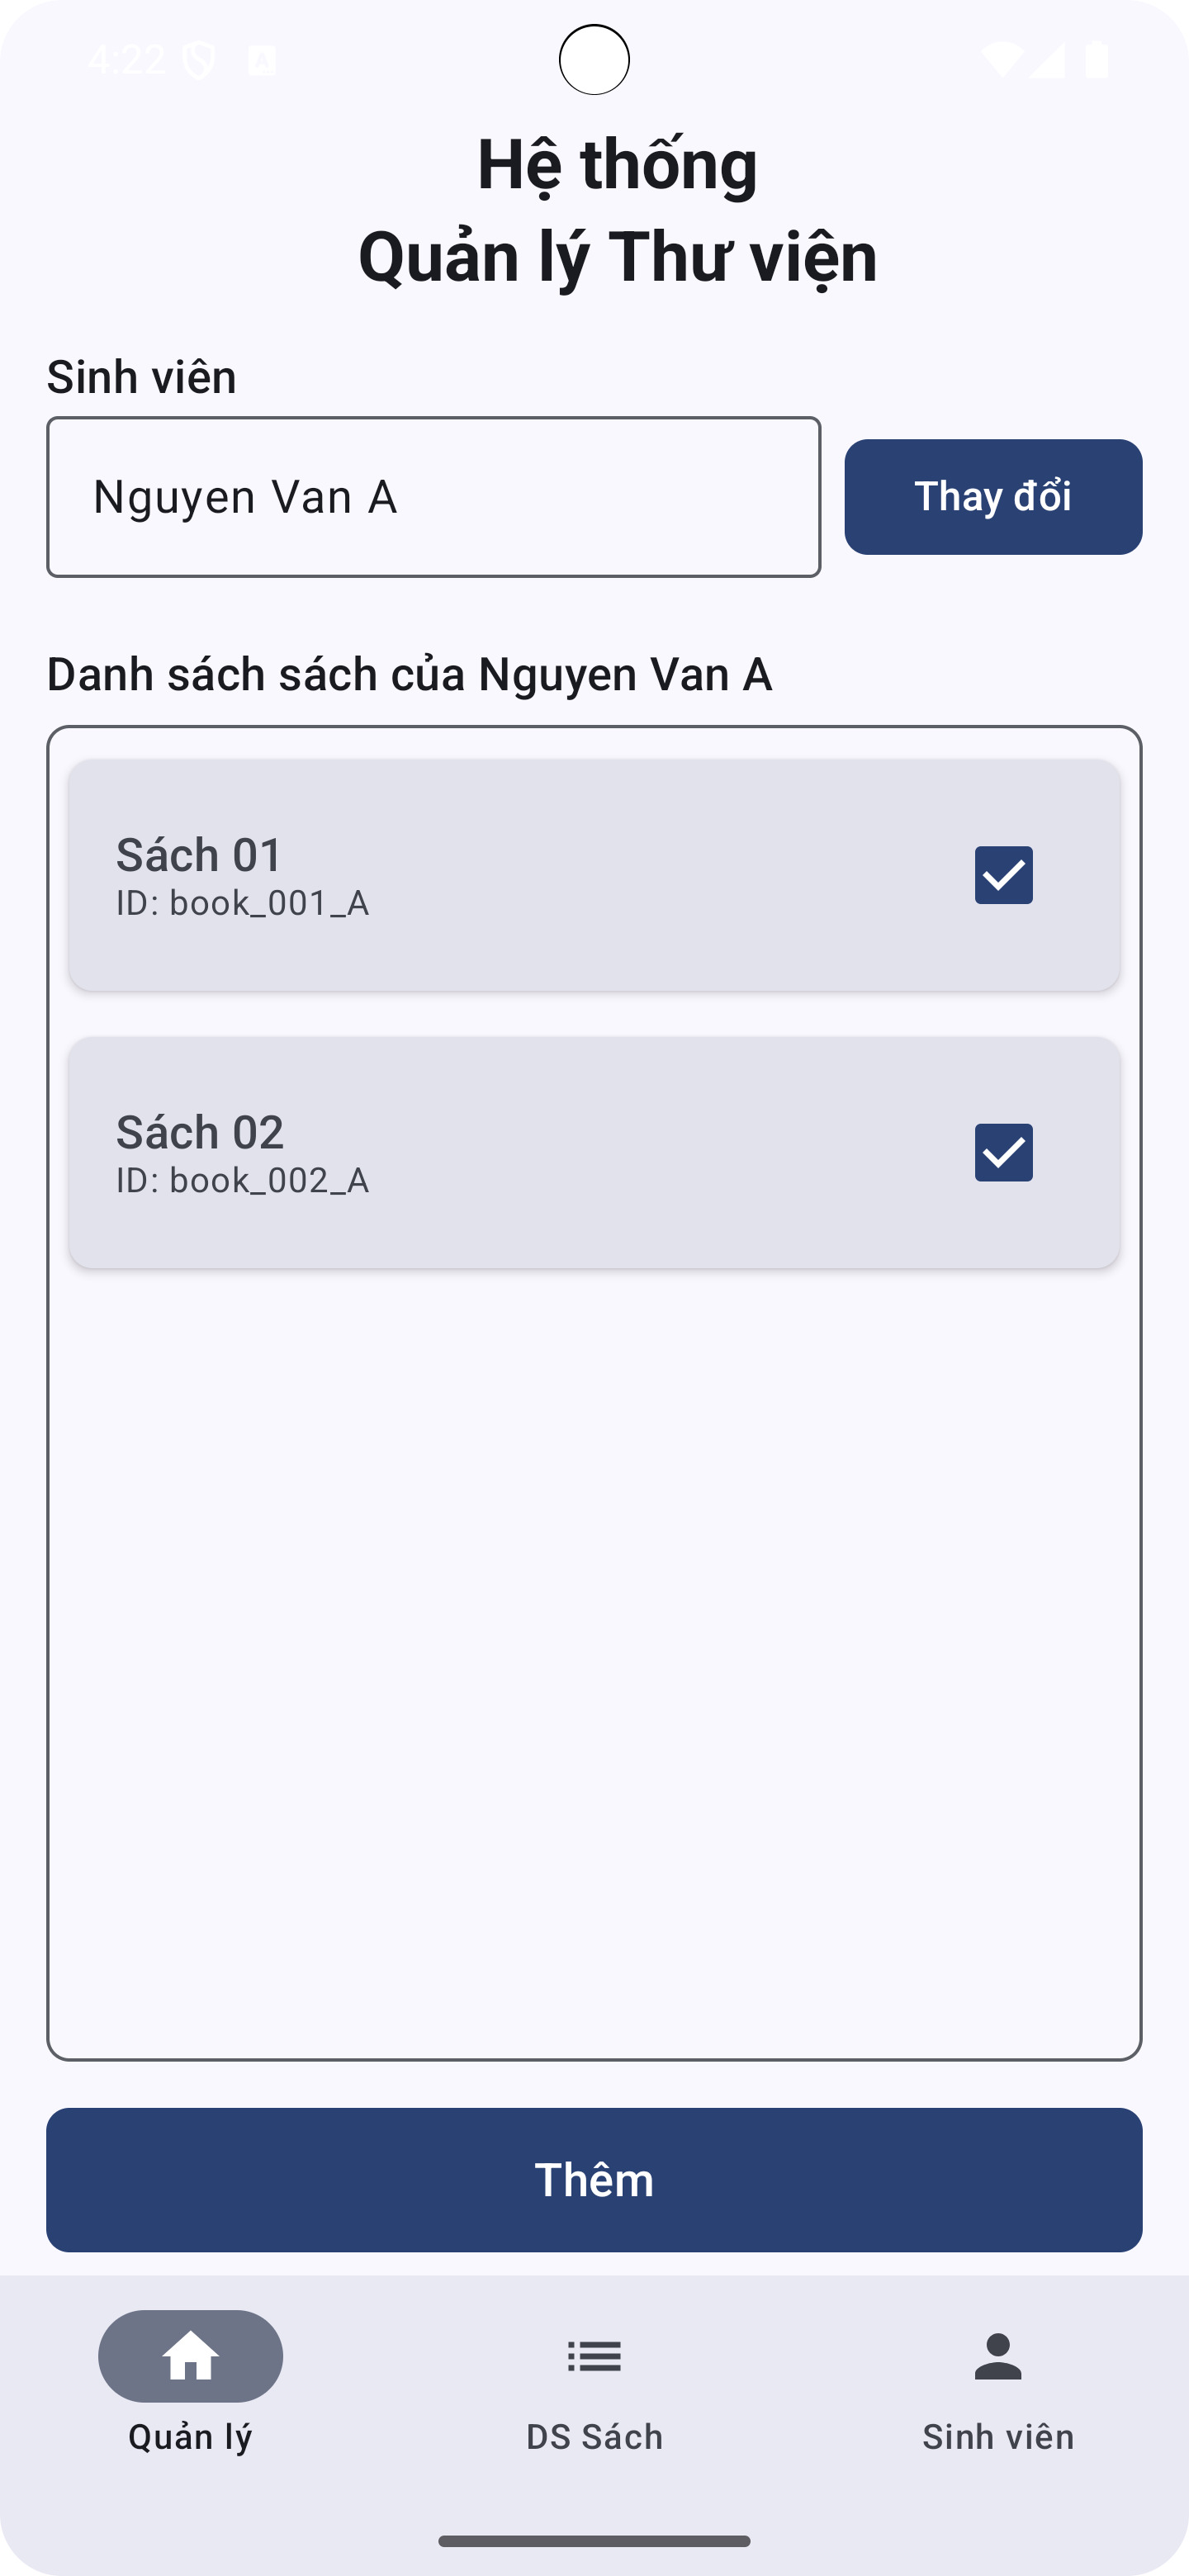 4:22
Hệ thống
Quản lý Thư viện
Sinh viên
Nguyen Van A
Thay đổi
Danh sách sách của Nguyen Van A
Sách 01
ID: book_001_A
Sách 02
ID: book_002_A
Thêm
Quản lý
DS Sách
Sinh viên